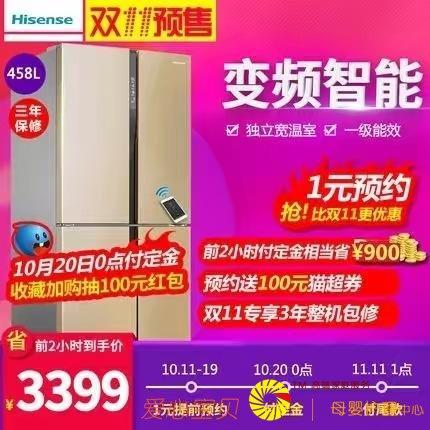 Hisense 双11预售
458L
三年
保修
变频智能
独立宽温室 一级能效
1元预约
抢!比双11更优惠
前2小时付定金相当省¥900
10月20日0点付定金
收藏加购抽100元红包
预约送100元猫超券
双11专享3年整机包修
省 前2小时到手价
¥3399
10.11-19 10.20 0点 11.11 1点
1元提前预约 付尾款